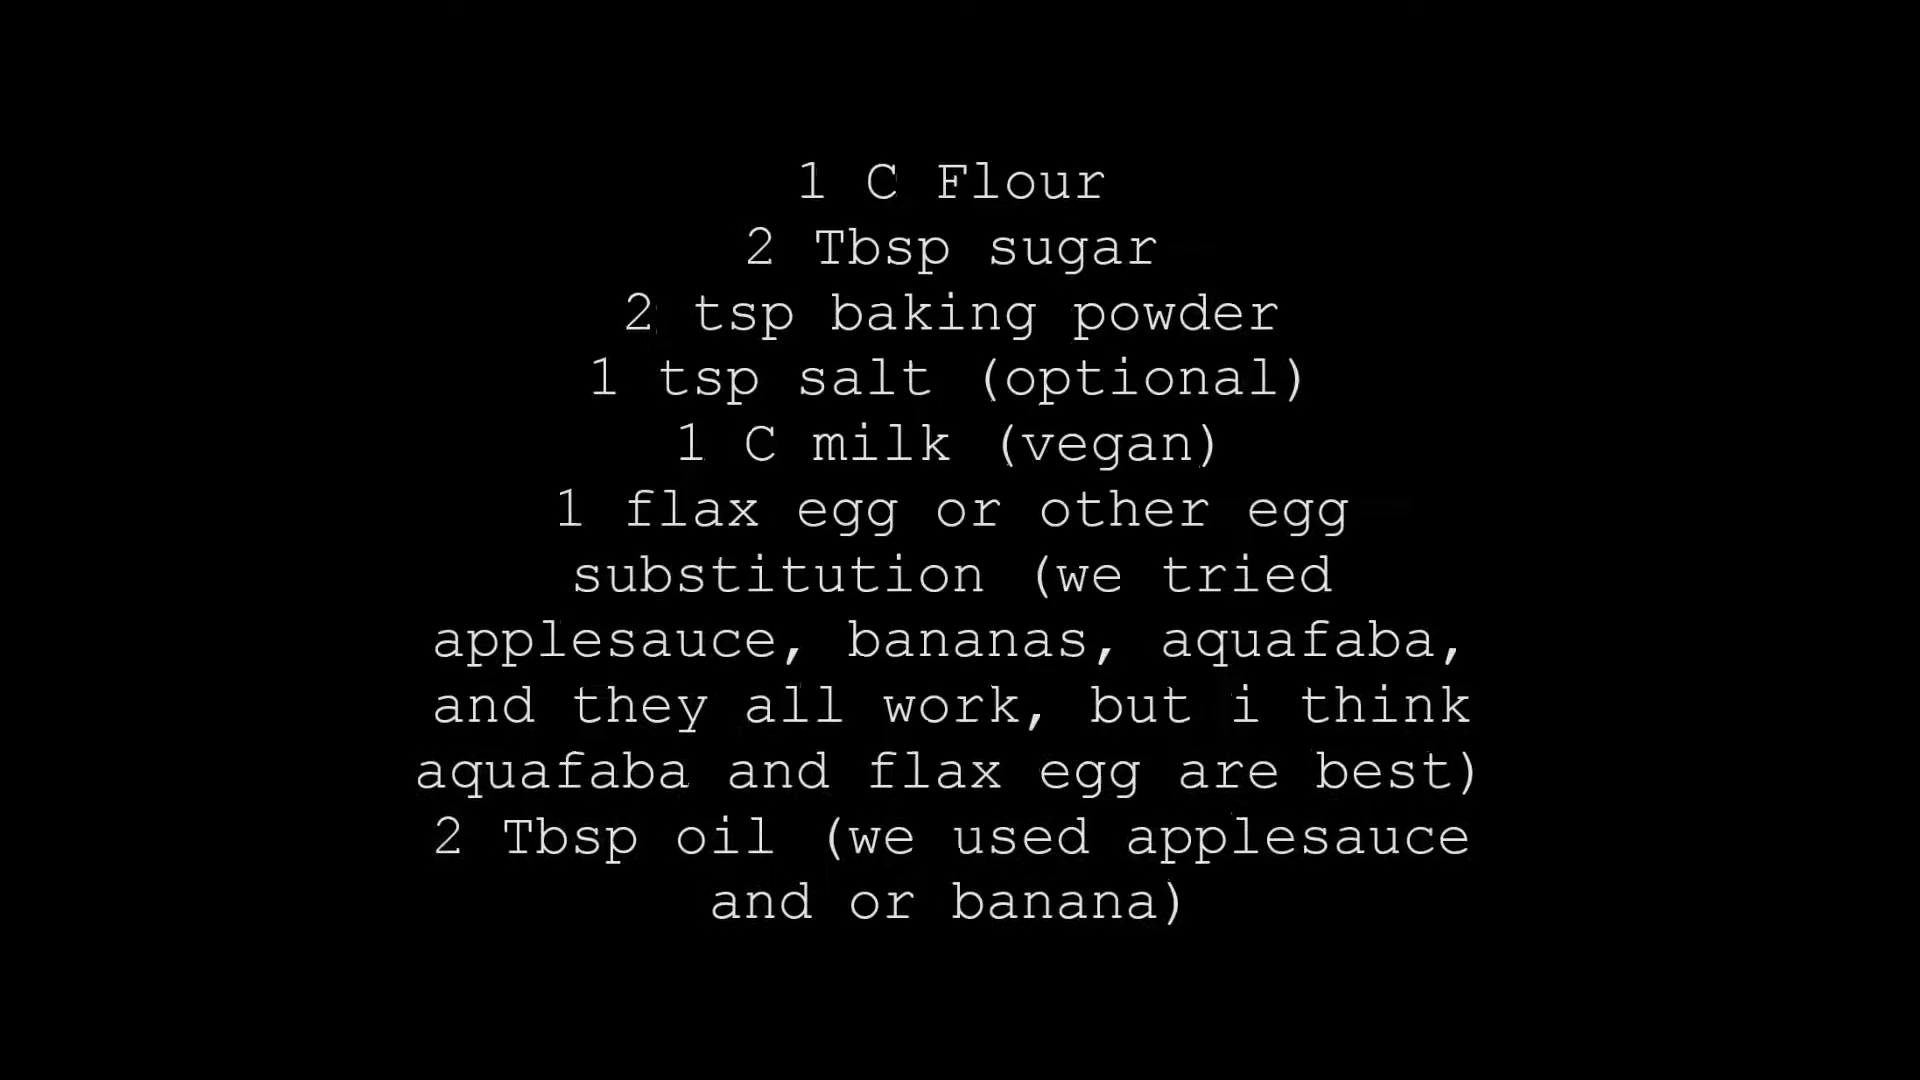 1 C Flour
2 Tbsp sugar
2 tsp baking powder
1 tsp salt (optional)
1 C milk (vegan)
1 flax egg or other egg
substitution (we tried
applesauce, bananas, aquafaba,
and they all work, but i think
aquafaba and flax egg are best)
2 Tbsp oil (we used applesauce
and or banana)